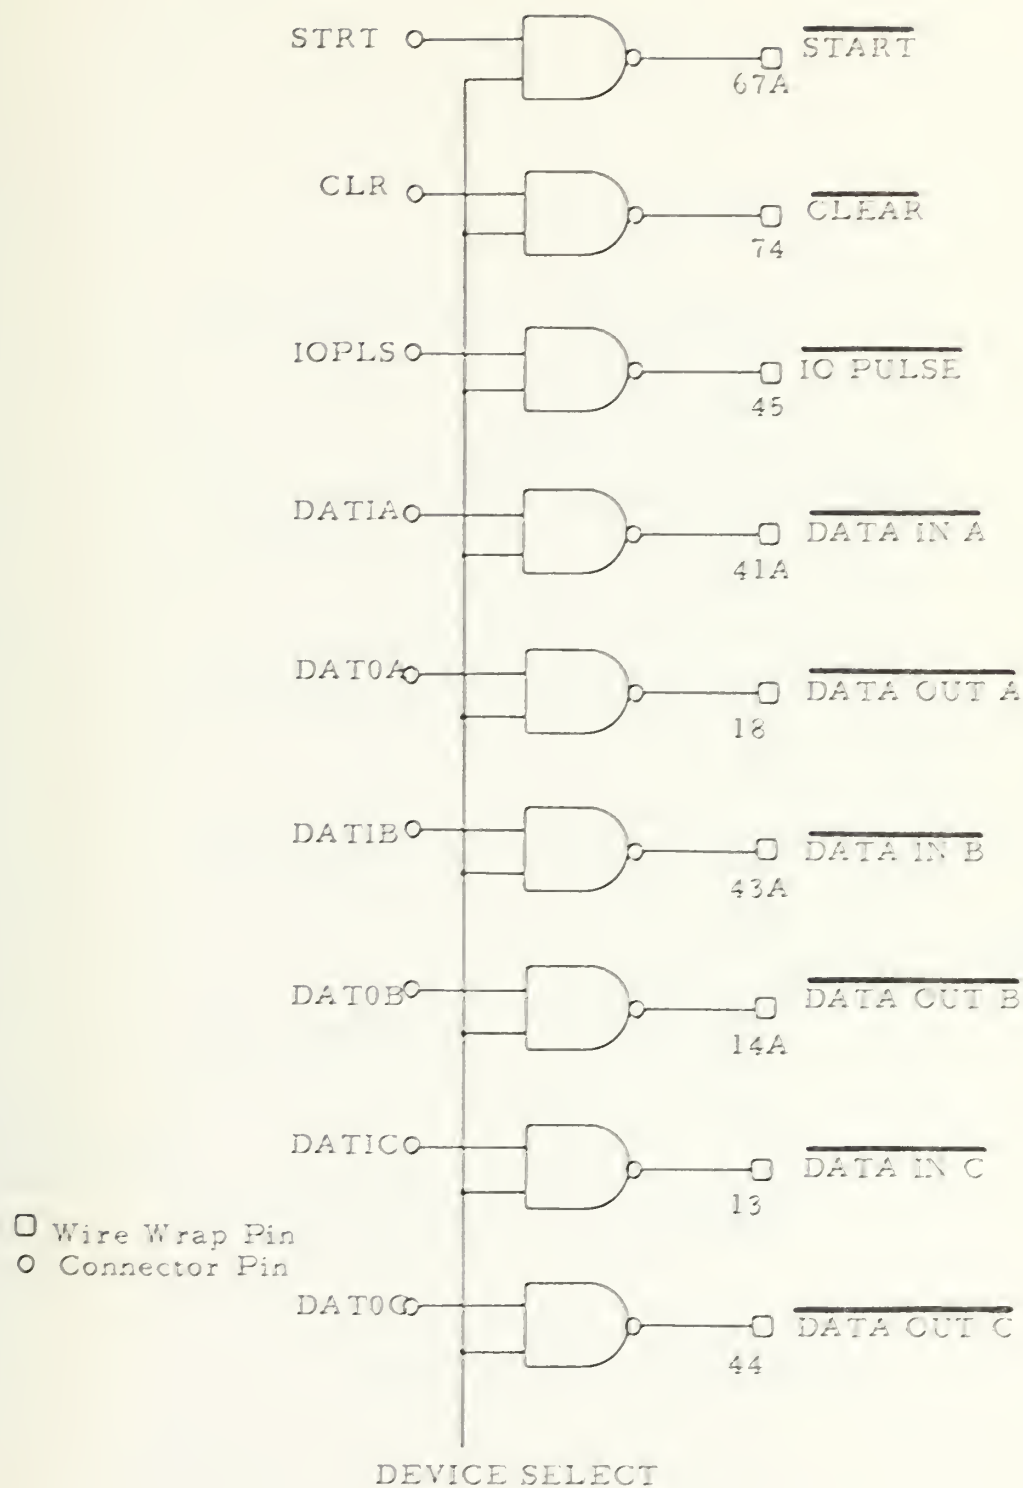 STRT
START
67A
CLR
CLEAR
74
IOPLS
IO PULSE
45
DATIA
DATA IN A
41A
DAT0A
DATA OUT A
18
DATIB
DATA IN B
43A
DAT0B
DATA OUT B
14A
DATIC
DATA IN C
13
Wire Wrap Pin
Connector Pin
DAT0C
DATA OUT C
44
DEVICE SELECT